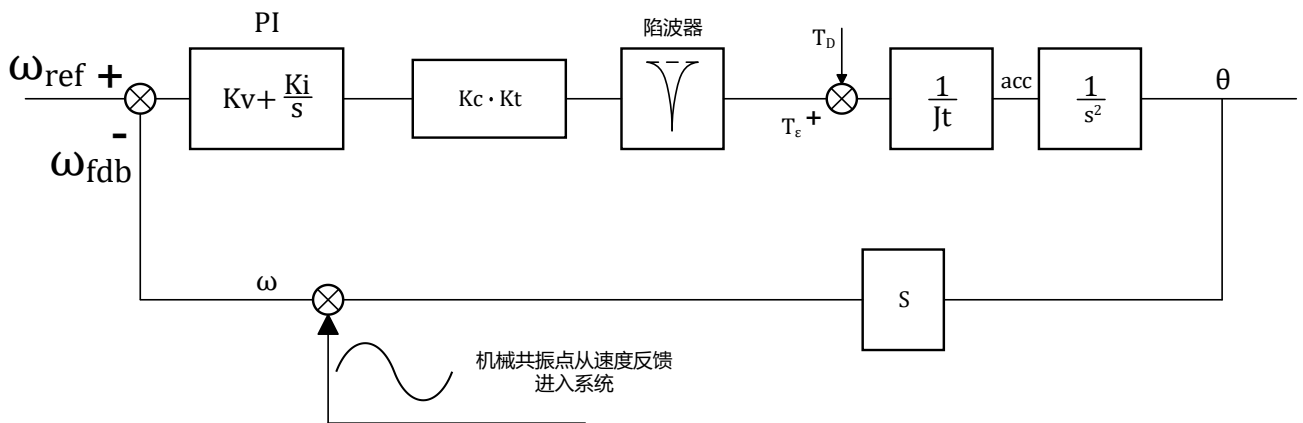 PI
陷波器
T_D
ω_ref
+
Kv+ Ki/s
Kc · Kt
1/Jt
acc
1/s²
θ
-
T_ε
+
ω_fdb
ω
S
机械共振点从速度反馈
进入系统